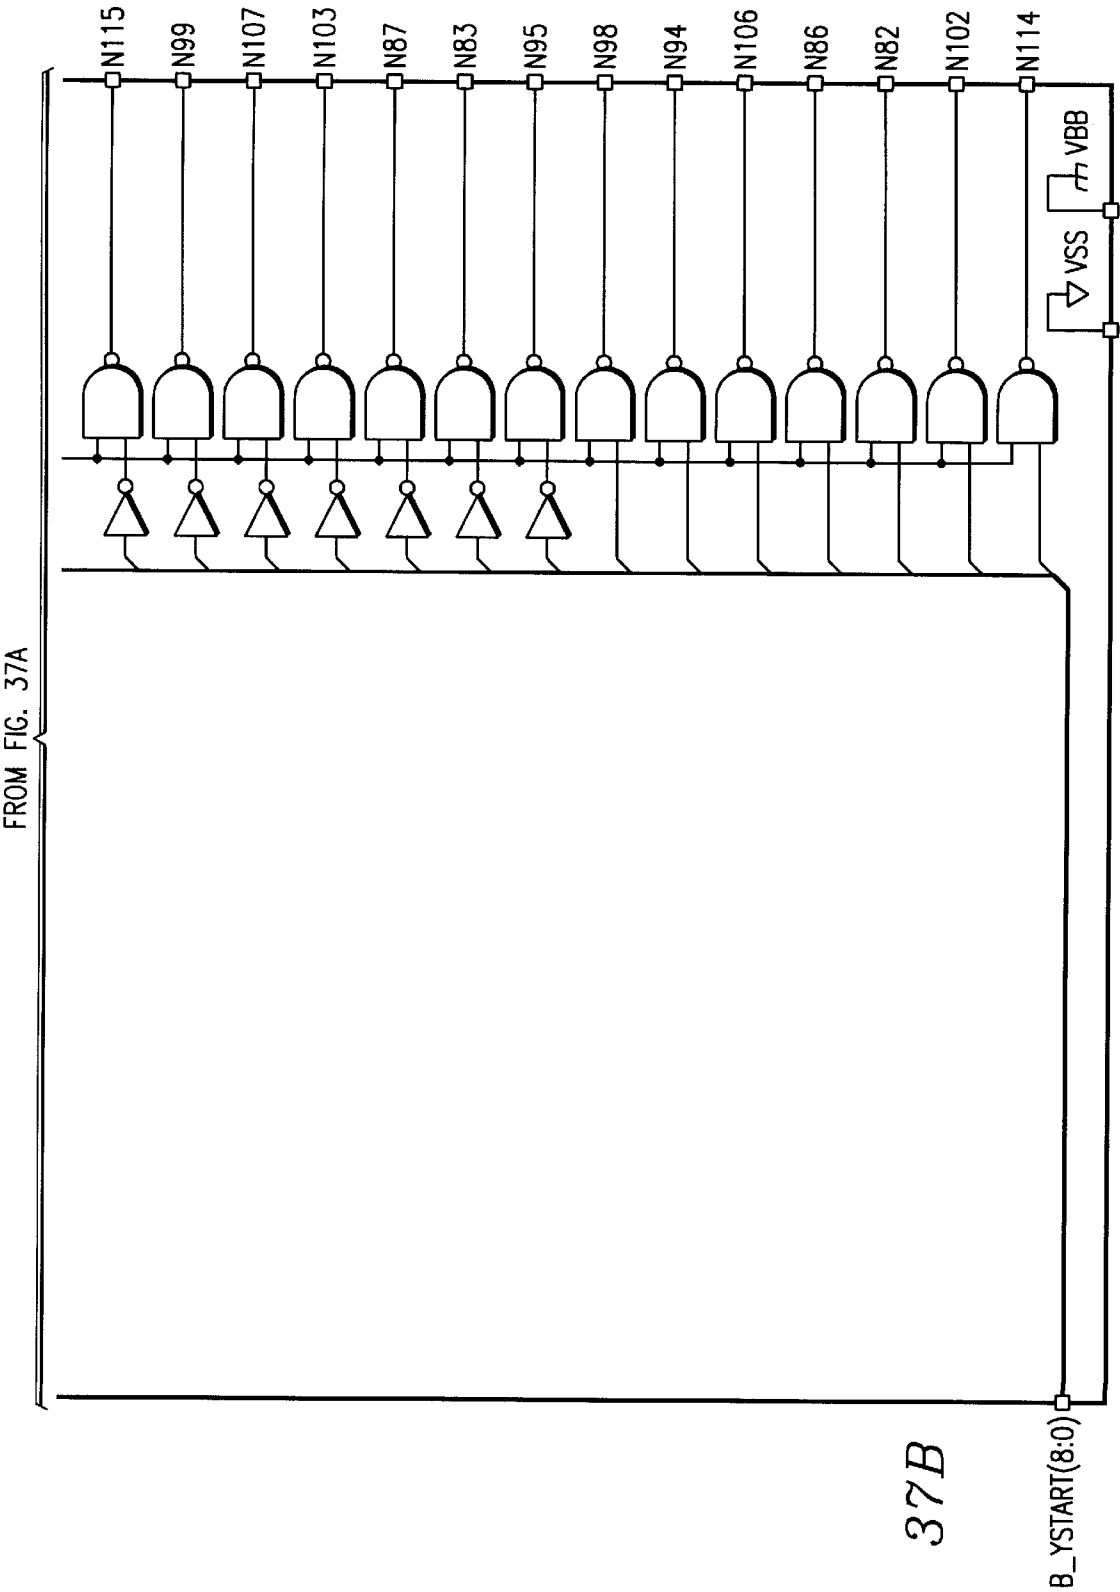 FROM FIG. 37A
N115
N99
N107
N103
N87
N83
N95
N98
N94
N106
N86
N82
N102
N114
VSS
VBB
37B
B_YSTART(8:0)